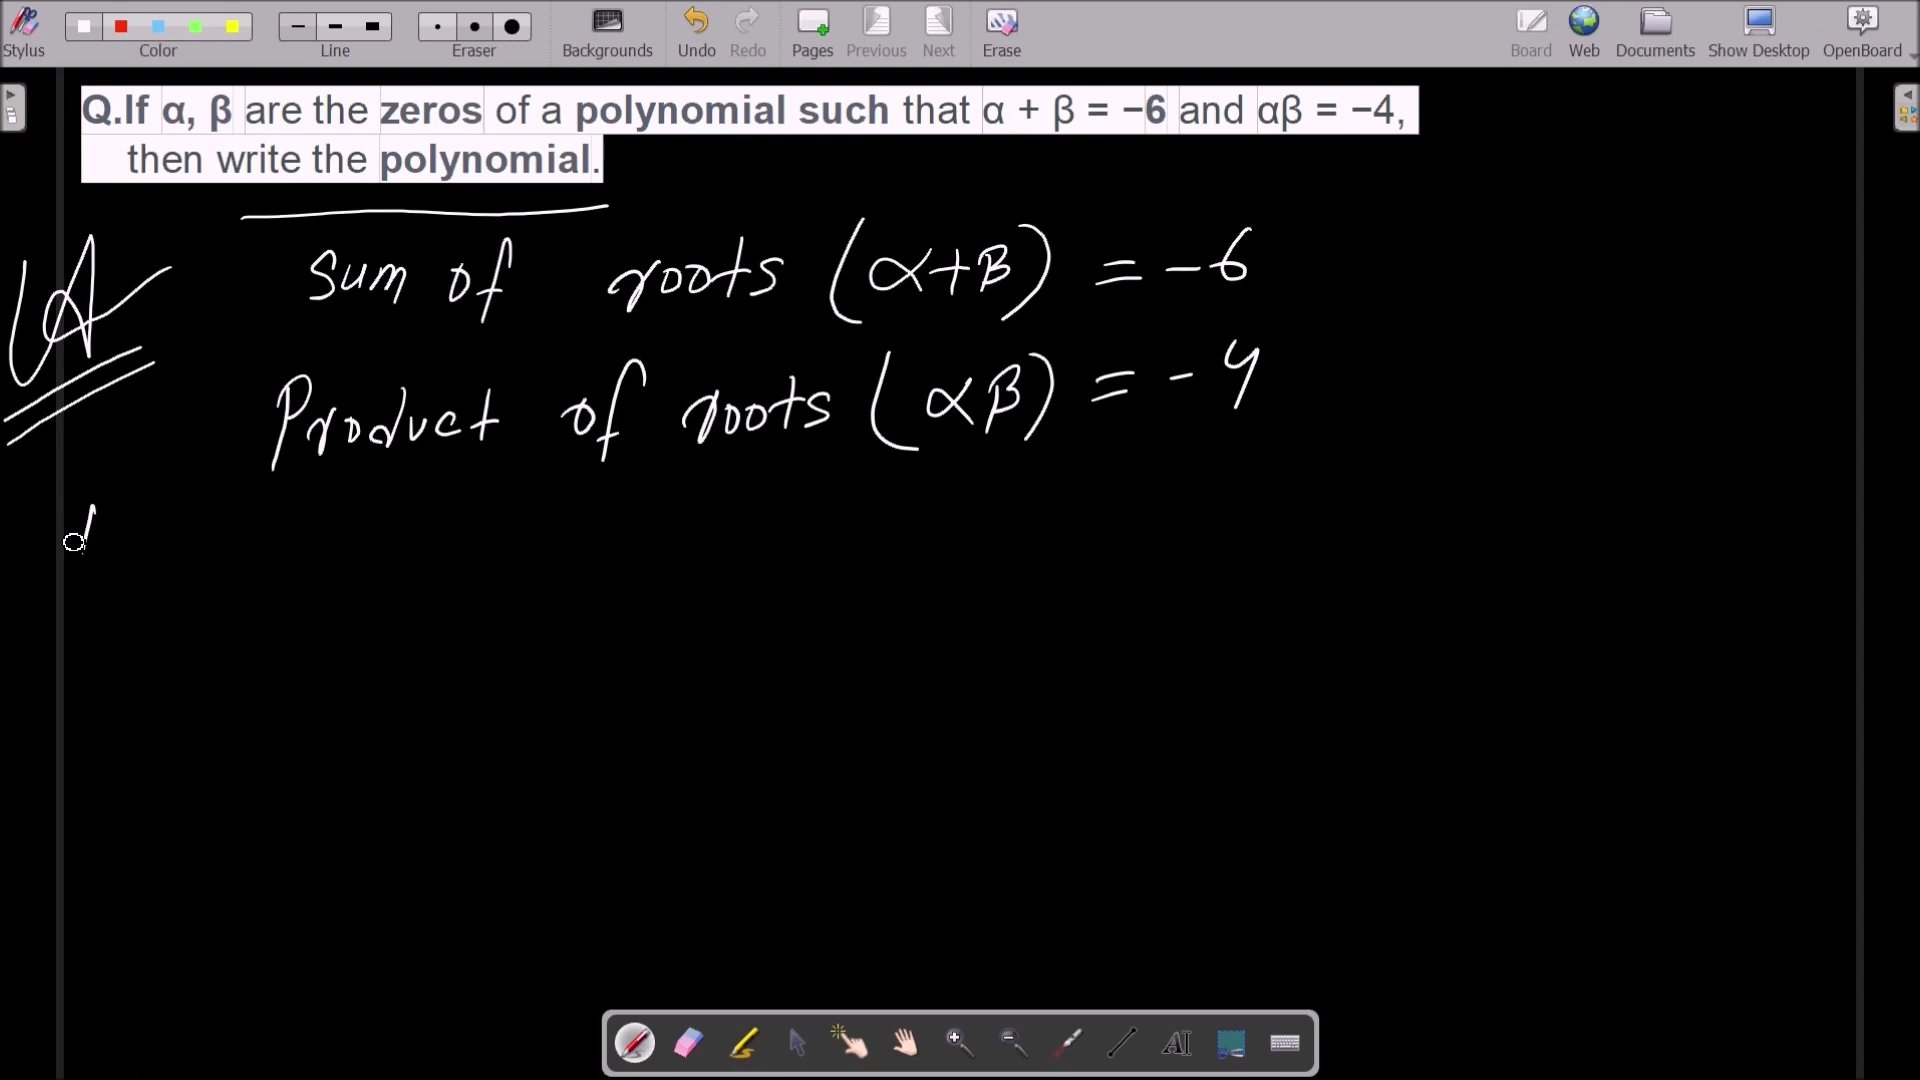 Stylus Color Line Eraser Backgrounds Undo Redo Pages Previous Next Erase Board Web Documents Show Desktop OpenBoard
Q.If α, β are the zeros of a polynomial such that α + β = −6 and αβ = −4,
then write the polynomial.
Sum of roots (α+β) = -6
Product of roots (αβ) = -4
AI